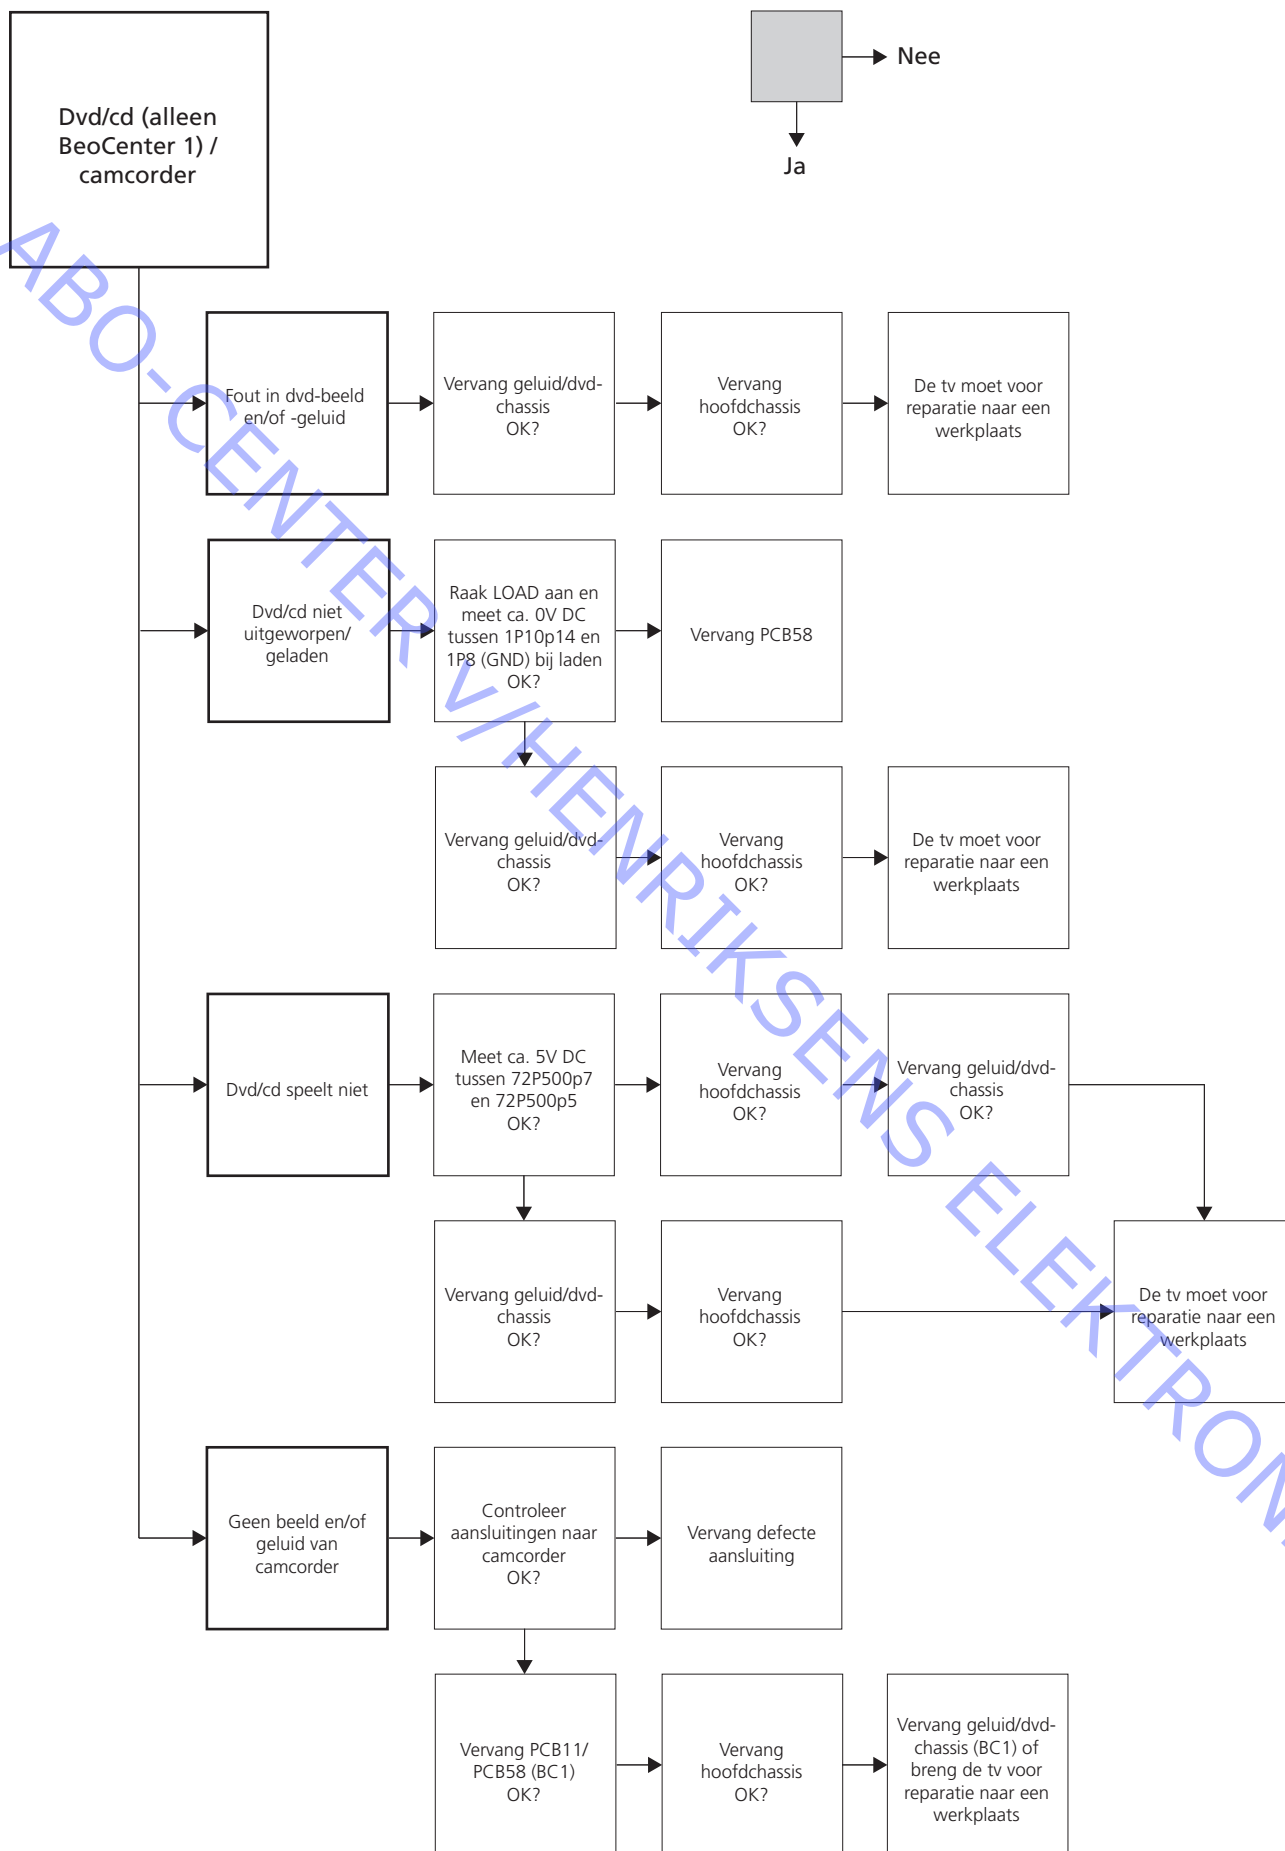 Dvd/cd (alleen
BeoCenter 1) /
camcorder
Nee
Ja
Fout in dvd-beeld
en/of -geluid
Vervang geluid/dvd-
chassis
OK?
Vervang
hoofdchassis
OK?
De tv moet voor
reparatie naar een
werkplaats
Dvd/cd niet
uitgeworpen/
geladen
Raak LOAD aan en
meet ca. 0V DC
tussen 1P10p14 en
1P8 (GND) bij laden
OK?
Vervang PCB58
Vervang geluid/dvd-
chassis
OK?
Vervang
hoofdchassis
OK?
De tv moet voor
reparatie naar een
werkplaats
Dvd/cd speelt niet
Meet ca. 5V DC
tussen 72P500p7
en 72P500p5
OK?
Vervang
hoofdchassis
OK?
Vervang geluid/dvd-
chassis
OK?
Vervang geluid/dvd-
chassis
OK?
Vervang
hoofdchassis
OK?
De tv moet voor
reparatie naar een
werkplaats
Geen beeld en/of
geluid van
camcorder
Controleer
aansluitingen naar
camcorder
OK?
Vervang defecte
aansluiting
Vervang PCB11/
PCB58 (BC1)
OK?
Vervang
hoofdchassis
OK?
Vervang geluid/dvd-
chassis (BC1) of
breng de tv voor
reparatie naar een
werkplaats
ABO-CENTER v/HENRIKSENS ELEKTRON